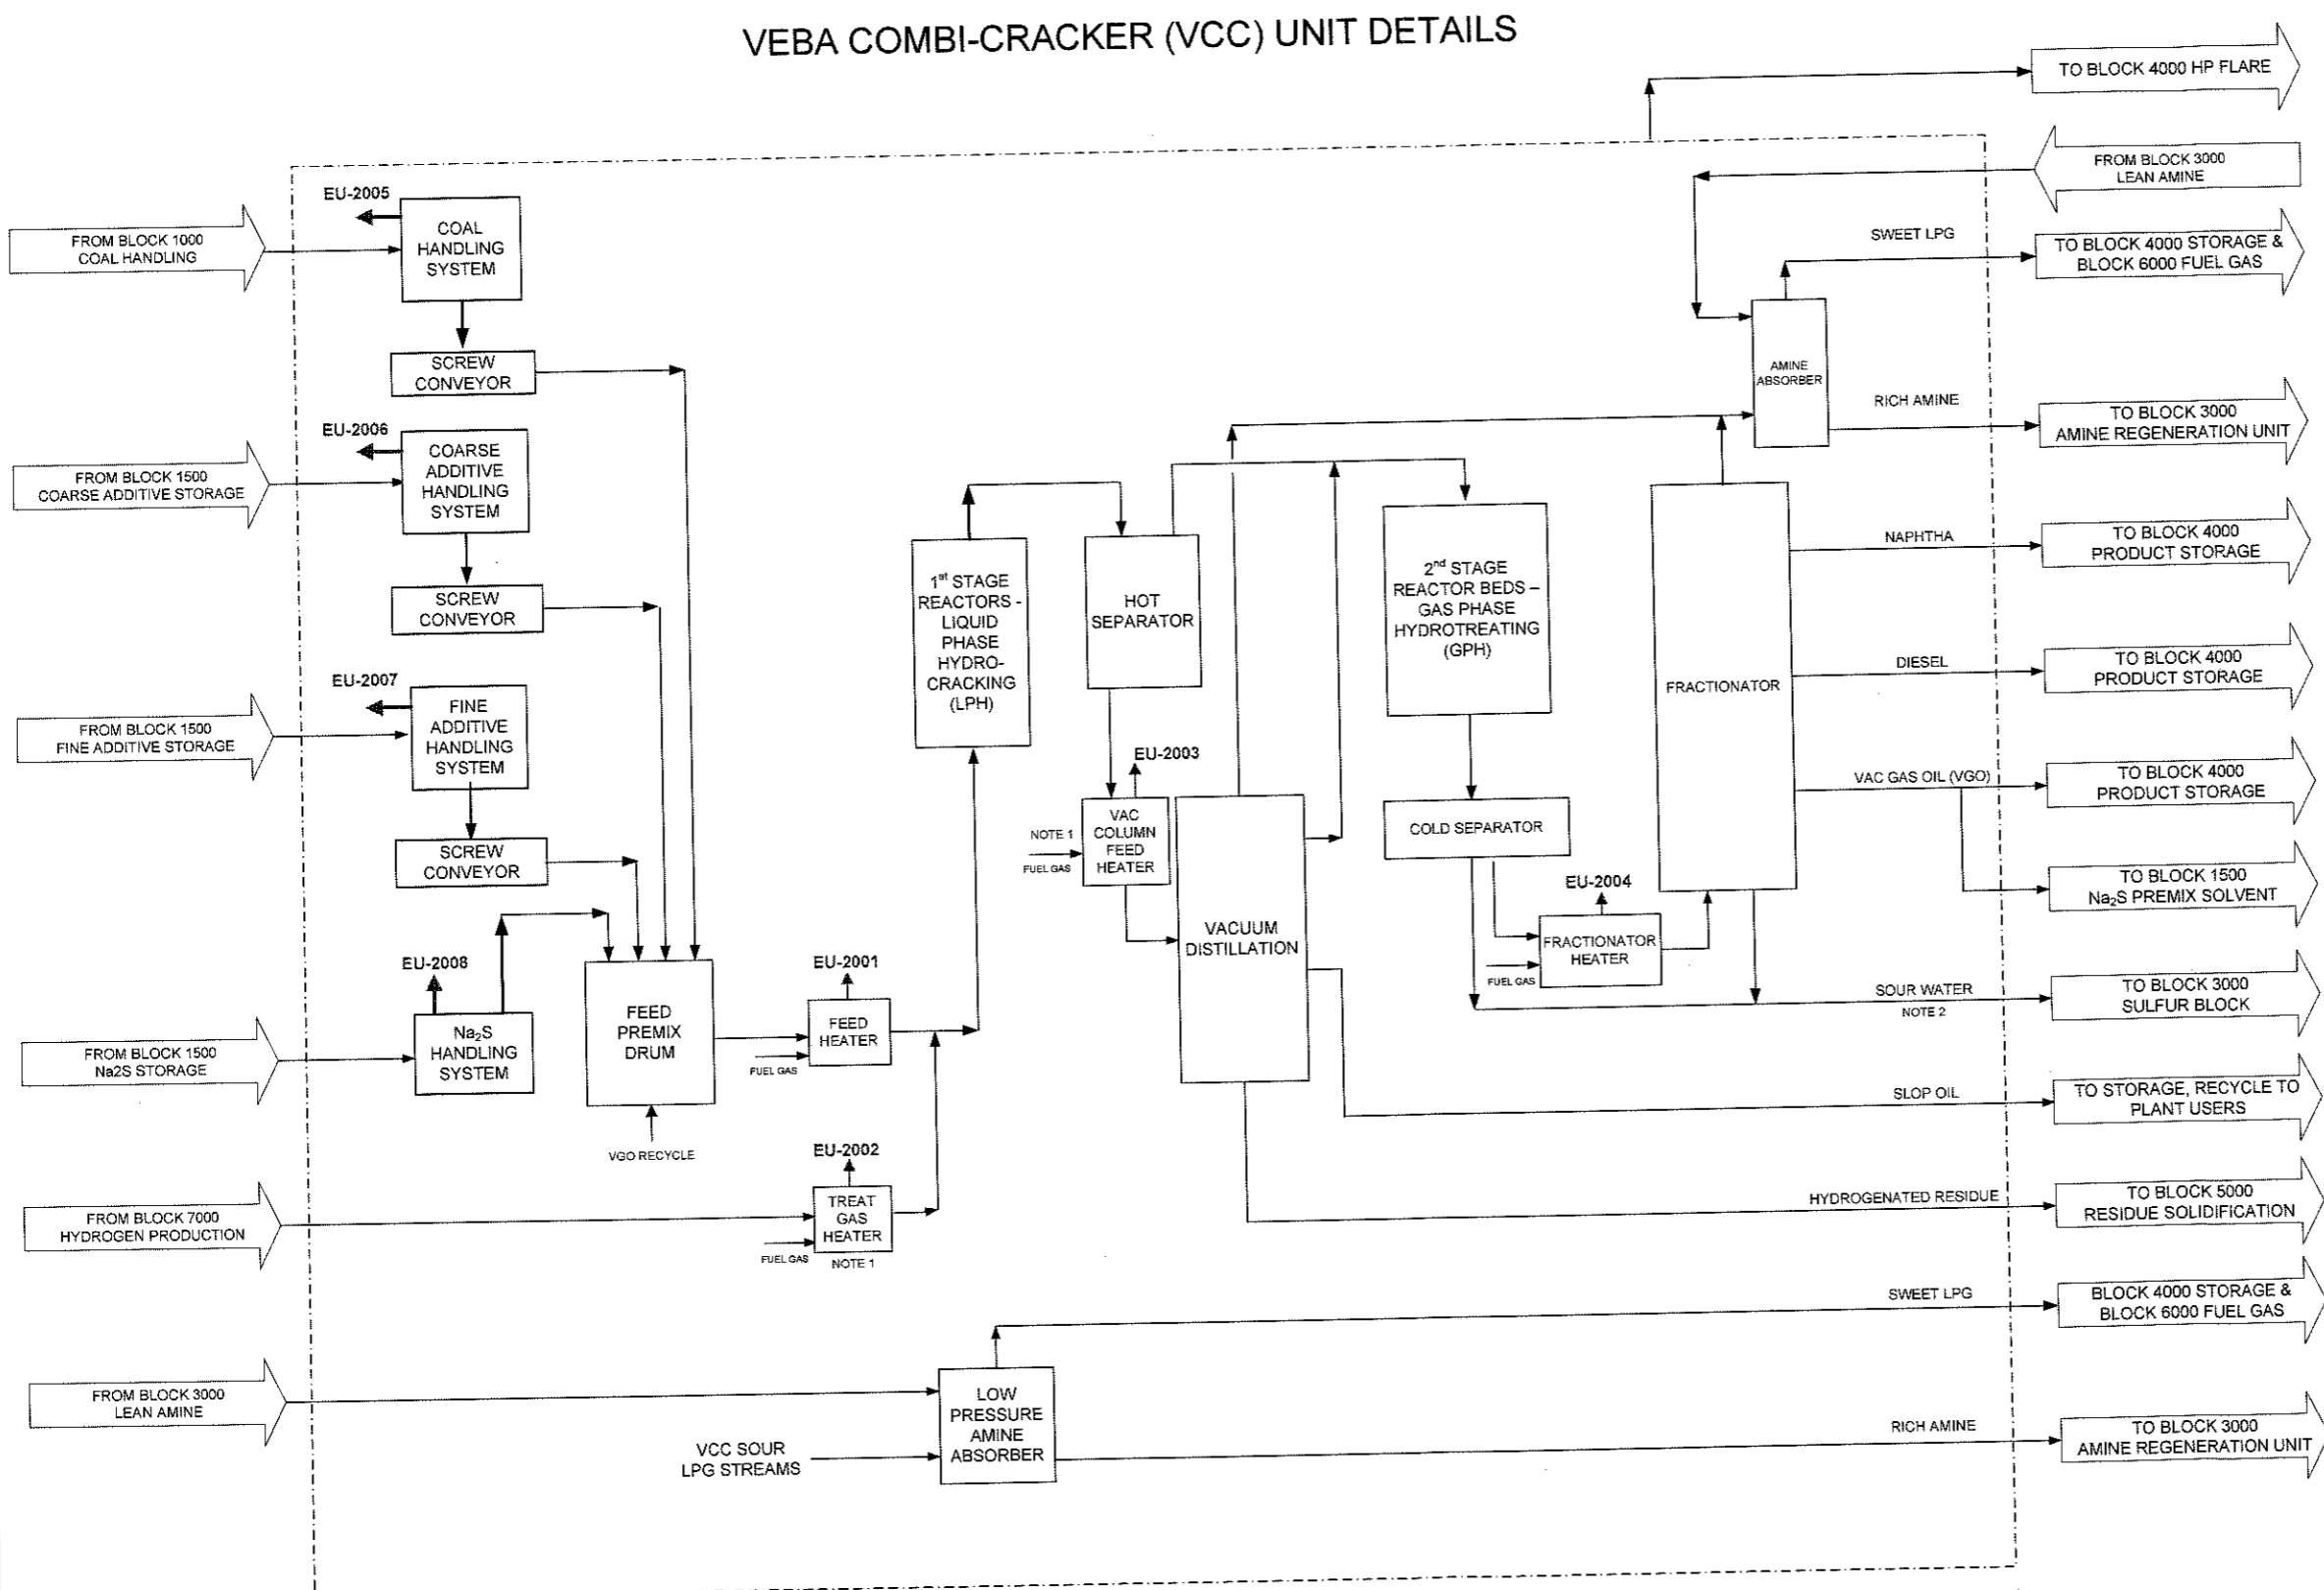 VEBA COMBI-CRACKER (VCC) UNIT DETAILS
TO BLOCK 4000 HP FLARE
FROM BLOCK 3000
LEAN AMINE
EU-2005
COAL
HANDLING
SYSTEM
FROM BLOCK 1000
COAL HANDLING
SWEET LPG
TO BLOCK 4000 STORAGE &
BLOCK 6000 FUEL GAS
SCREW
CONVEYOR
AMINE
ABSORBER
RICH AMINE
TO BLOCK 3000
AMINE REGENERATION UNIT
EU-2006
COARSE
ADDITIVE
HANDLING
SYSTEM
FROM BLOCK 1500
COARSE ADDITIVE STORAGE
SCREW
CONVEYOR
1st STAGE
REACTORS -
LIQUID
PHASE
HYDRO-
CRACKING
(LPH)
HOT
SEPARATOR
2nd STAGE
REACTOR BEDS –
GAS PHASE
HYDROTREATING
(GPH)
FRACTIONATOR
NAPHTHA
TO BLOCK 4000
PRODUCT STORAGE
DIESEL
TO BLOCK 4000
PRODUCT STORAGE
EU-2007
FINE
ADDITIVE
HANDLING
SYSTEM
FROM BLOCK 1500
FINE ADDITIVE STORAGE
SCREW
CONVEYOR
EU-2003
NOTE 1
FUEL GAS
VAC
COLUMN
FEED
HEATER
VACUUM
DISTILLATION
COLD SEPARATOR
VAC GAS OIL (VGO)
TO BLOCK 4000
PRODUCT STORAGE
TO BLOCK 1500
Na₂S PREMIX SOLVENT
EU-2004
FRACTIONATOR
HEATER
FUEL GAS
EU-2008
Na₂S
HANDLING
SYSTEM
FROM BLOCK 1500
Na2S STORAGE
FEED
PREMIX
DRUM
VGO RECYCLE
EU-2001
FEED
HEATER
FUEL GAS
SOUR WATER
NOTE 2
TO BLOCK 3000
SULFUR BLOCK
SLOP OIL
TO STORAGE, RECYCLE TO
PLANT USERS
EU-2002
TREAT
GAS
HEATER
FUEL GAS
NOTE 1
FROM BLOCK 7000
HYDROGEN PRODUCTION
HYDROGENATED RESIDUE
TO BLOCK 5000
RESIDUE SOLIDIFICATION
SWEET LPG
BLOCK 4000 STORAGE &
BLOCK 6000 FUEL GAS
FROM BLOCK 3000
LEAN AMINE
LOW
PRESSURE
AMINE
ABSORBER
VCC SOUR
LPG STREAMS
RICH AMINE
TO BLOCK 3000
AMINE REGENERATION UNIT